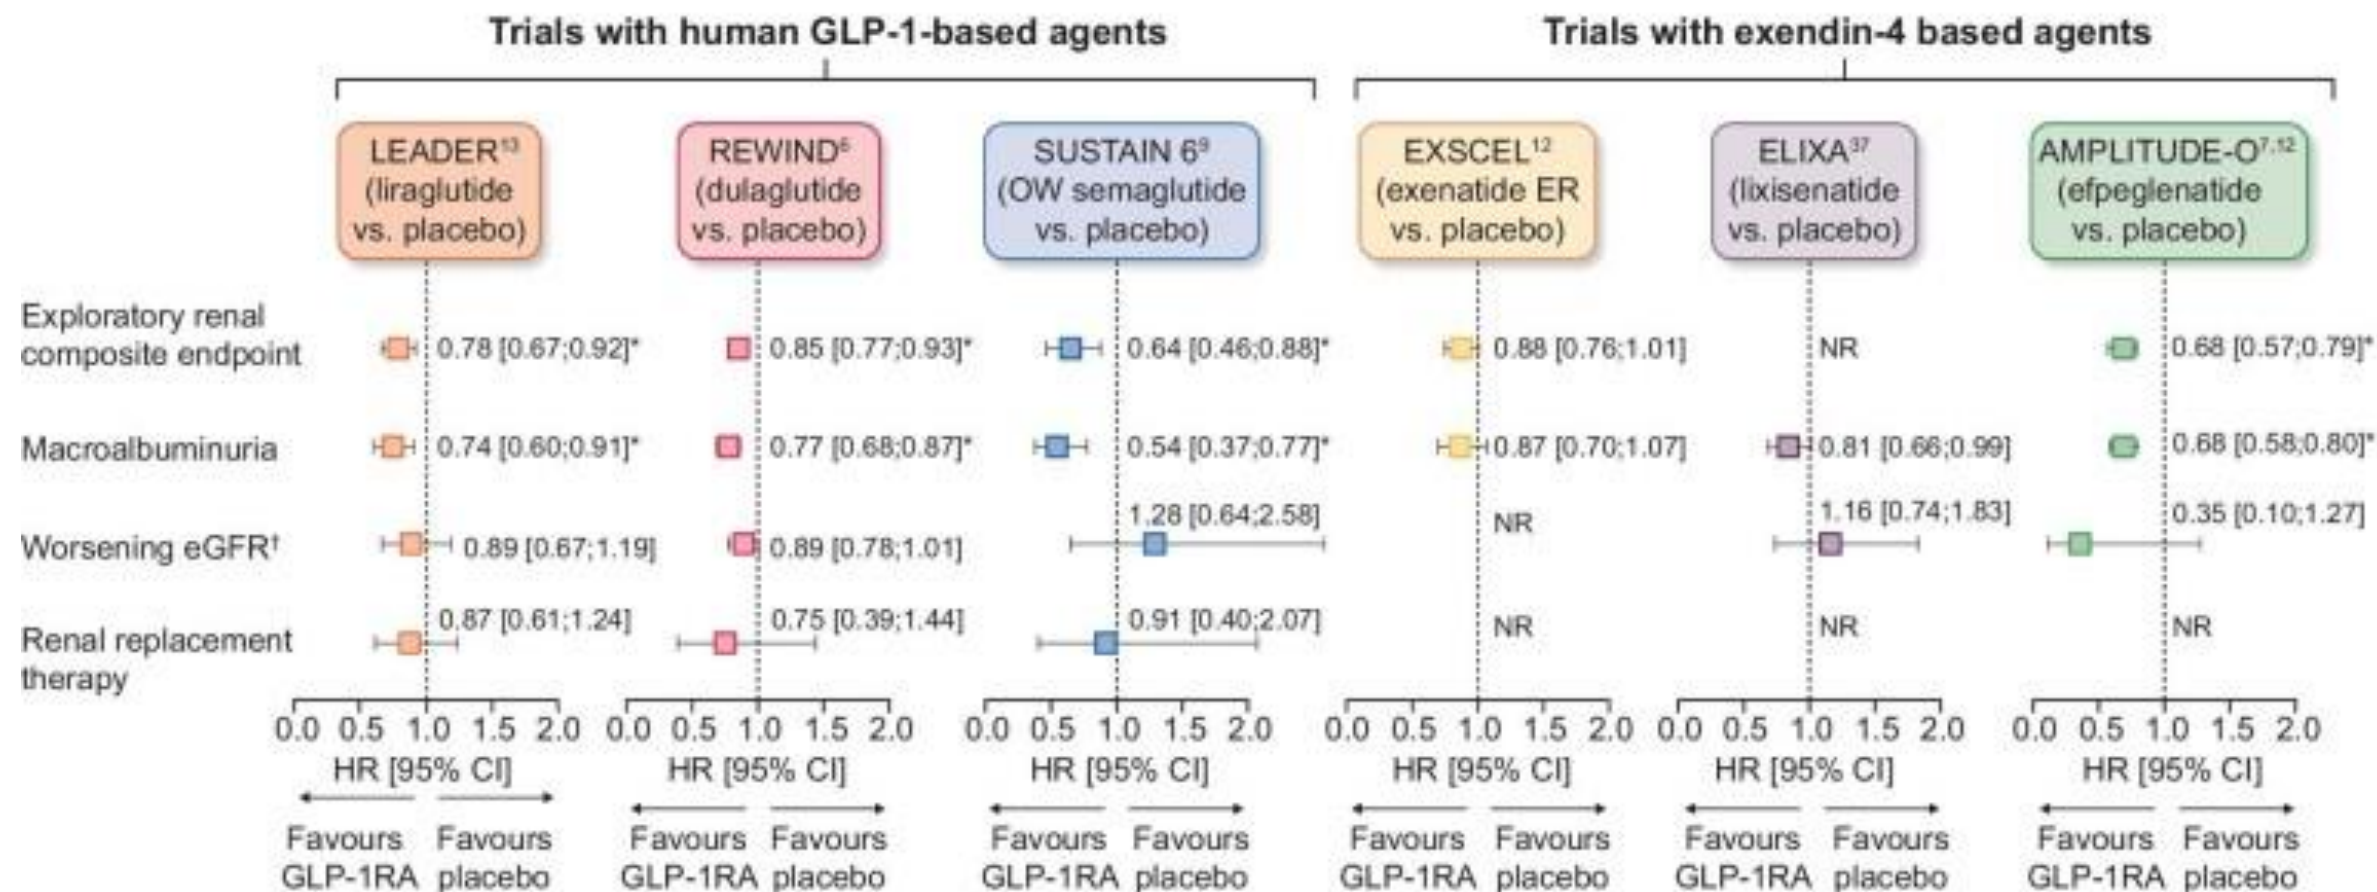 Trials with human GLP-1-based agents
Trials with exendin-4 based agents
LEADER¹³
(liraglutide
vs. placebo)
REWIND⁶
(dulaglutide
vs. placebo)
SUSTAIN 6⁹
(OW semaglutide
vs. placebo)
EXSCEL¹²
(exenatide ER
vs. placebo)
ELIXA³⁷
(lixisenatide
vs. placebo)
AMPLITUDE-O⁷,¹²
(efpeglenatide
vs. placebo)
Exploratory renal
composite endpoint
0.78 [0.67;0.92]*
0.85 [0.77;0.93]*
0.64 [0.46;0.88]*
0.88 [0.76;1.01]
NR
0.68 [0.57;0.79]*
Macroalbuminuria
0.74 [0.60;0.91]*
0.77 [0.68;0.87]*
0.54 [0.37;0.77]*
0.87 [0.70;1.07]
0.81 [0.66;0.99]
0.68 [0.58;0.80]*
Worsening eGFR†
0.89 [0.67;1.19]
0.89 [0.78;1.01]
1.28 [0.64;2.58]
NR
1.16 [0.74;1.83]
0.35 [0.10;1.27]
Renal replacement
therapy
0.87 [0.61;1.24]
0.75 [0.39;1.44]
0.91 [0.40;2.07]
NR
NR
NR
0.0 0.5 1.0 1.5 2.0
0.0 0.5 1.0 1.5 2.0
0.0 0.5 1.0 1.5 2.0
0.0 0.5 1.0 1.5 2.0
0.0 0.5 1.0 1.5 2.0
0.0 0.5 1.0 1.5 2.0
HR [95% CI]
HR [95% CI]
HR [95% CI]
HR [95% CI]
HR [95% CI]
HR [95% CI]
Favours
GLP-1RA
Favours
placebo
Favours
GLP-1RA
Favours
placebo
Favours
GLP-1RA
Favours
placebo
Favours
GLP-1RA
Favours
placebo
Favours
GLP-1RA
Favours
placebo
Favours
GLP-1RA
Favours
placebo